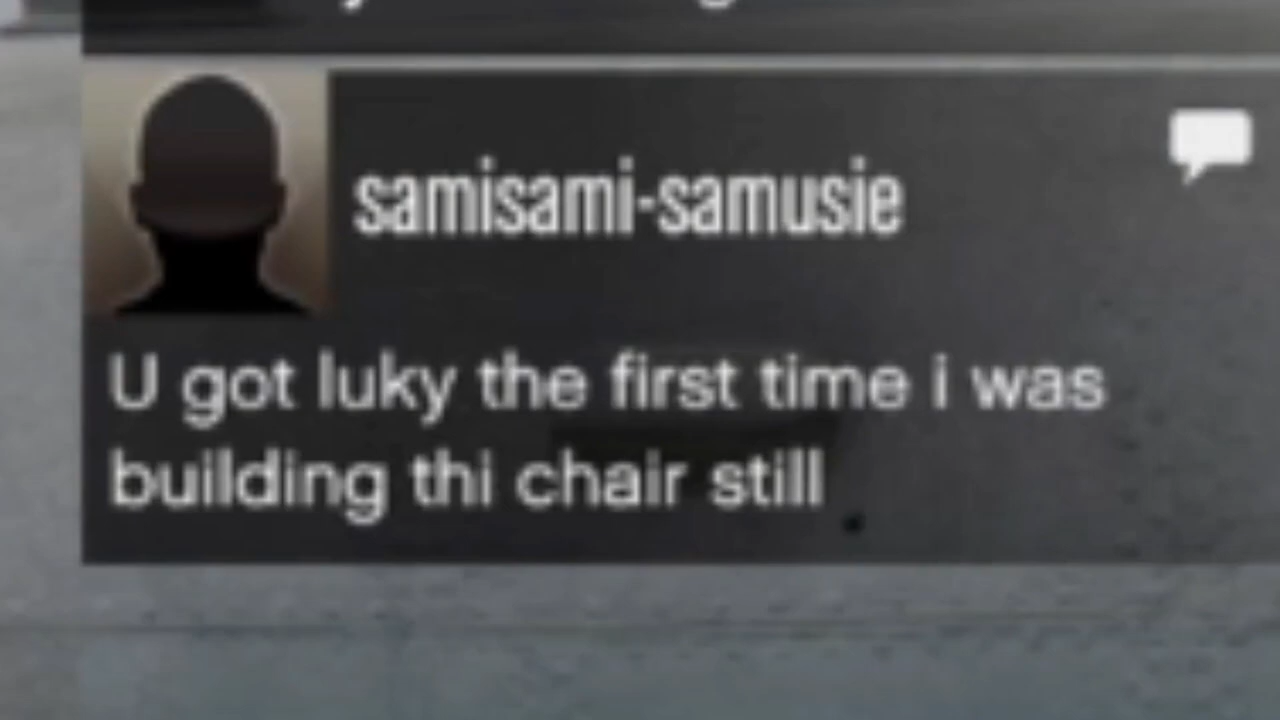 samisami-samusie
U got luky the first time i was
building thi chair still